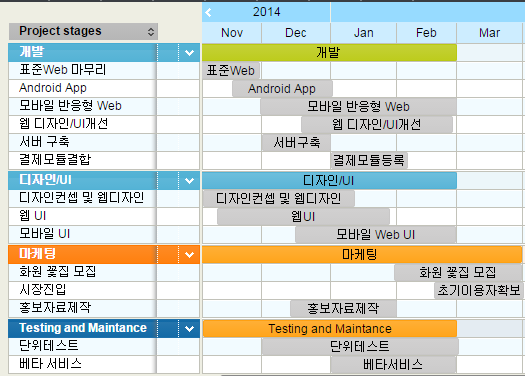 2014
Project stages Nov Dec Jan Feb Mar
개발 개발
표준Web 마무리 표준Web
Android App Android App
모바일 반응형 Web 모바일 반응형 Web
웹 디자인/UI개선 웹 디자인/UI개선
서버 구축 서버구축
결제모듈결합 결제모듈등록
디자인/UI 디자인/UI
디자인컨셉 및 웹디자인 디자인컨셉 및 웹디자인
웹 UI 웹UI
모바일 UI 모바일 Web UI
마케팅 마케팅
화원 꽃집 모집 화원 꽃집 모집
시장진입 초기이용자확보
홍보자료제작 홍보자료제작
Testing and Maintance Testing and Maintance
단위테스트 단위테스트
베타 서비스 베타서비스